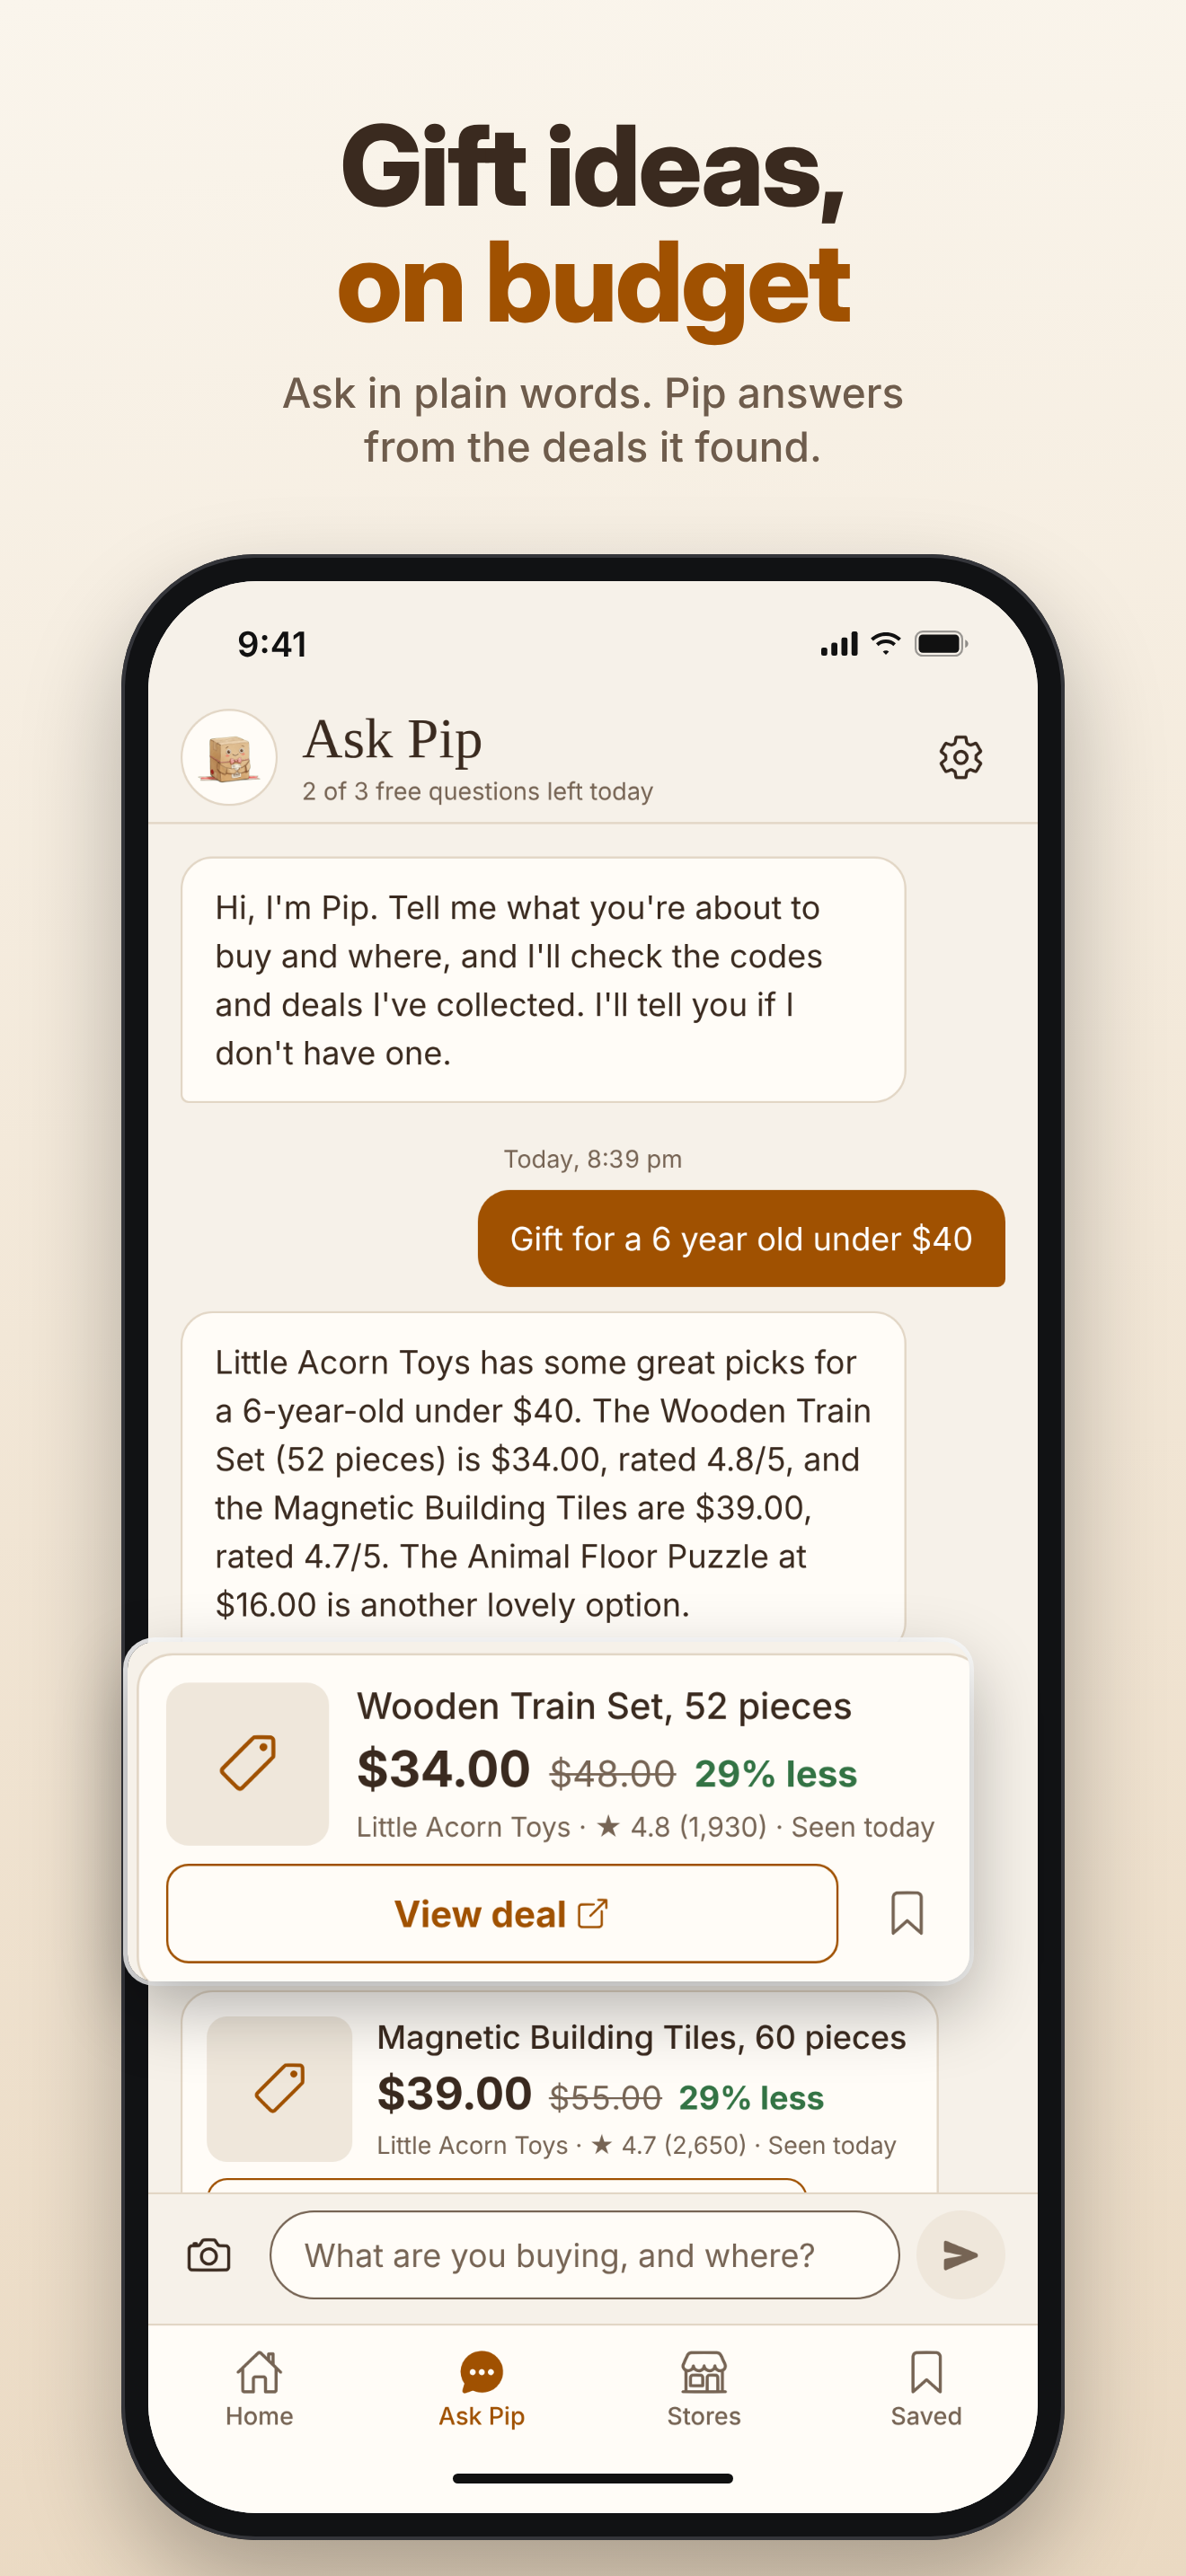 Gift ideas,
on budget
Ask in plain words. Pip answers
from the deals it found.
9:41
Ask Pip
2 of 3 free questions left today
Hi, I'm Pip. Tell me what you're about to
buy and where, and I'll check the codes
and deals I've collected. I'll tell you if I
don't have one.
Today, 8:39 pm
Gift for a 6 year old under $40
Little Acorn Toys has some great picks for
a 6-year-old under $40. The Wooden Train
Set (52 pieces) is $34.00, rated 4.8/5, and
the Magnetic Building Tiles are $39.00,
rated 4.7/5. The Animal Floor Puzzle at
$16.00 is another lovely option.
Wooden Train Set, 52 pieces
$34.00 $48.00 29% less
Little Acorn Toys · ★ 4.8 (1,930) · Seen today
View deal
Magnetic Building Tiles, 60 pieces
$39.00 $55.00 29% less
Little Acorn Toys · ★ 4.7 (2,650) · Seen today
What are you buying, and where?
Home
Ask Pip
Stores
Saved